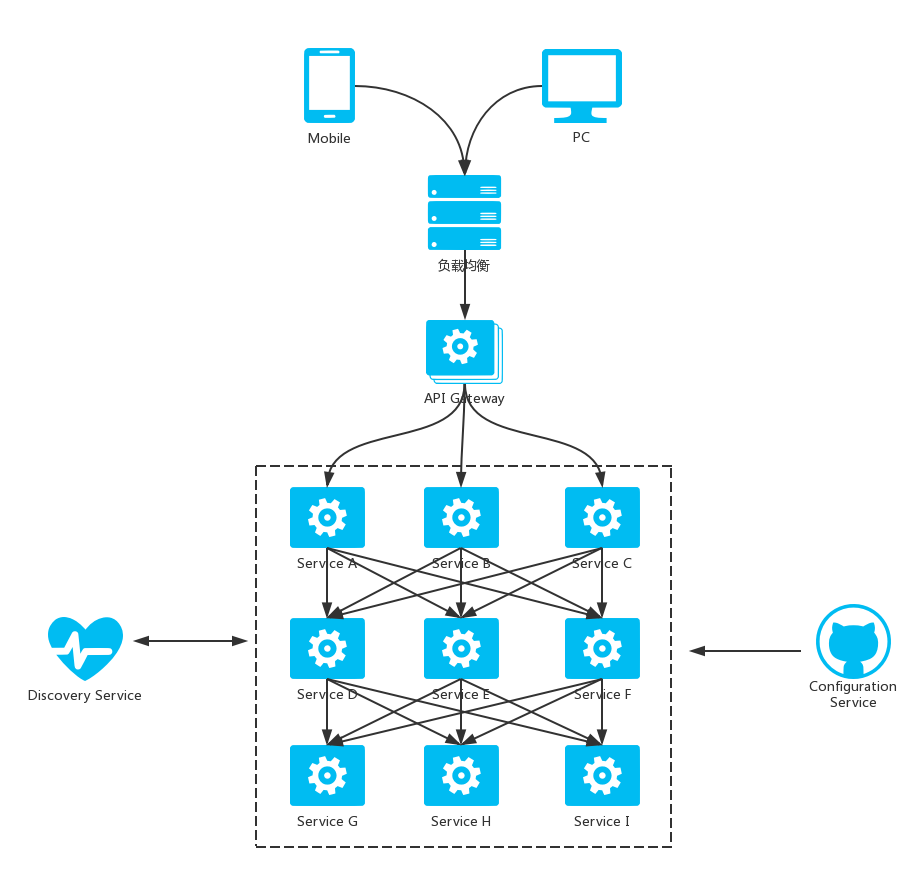 Mobile
PC
负载均衡
API Gateway
Service A
Service B
Service C
Service D
Service E
Service F
Discovery Service
Configuration
Service
Service G
Service H
Service I